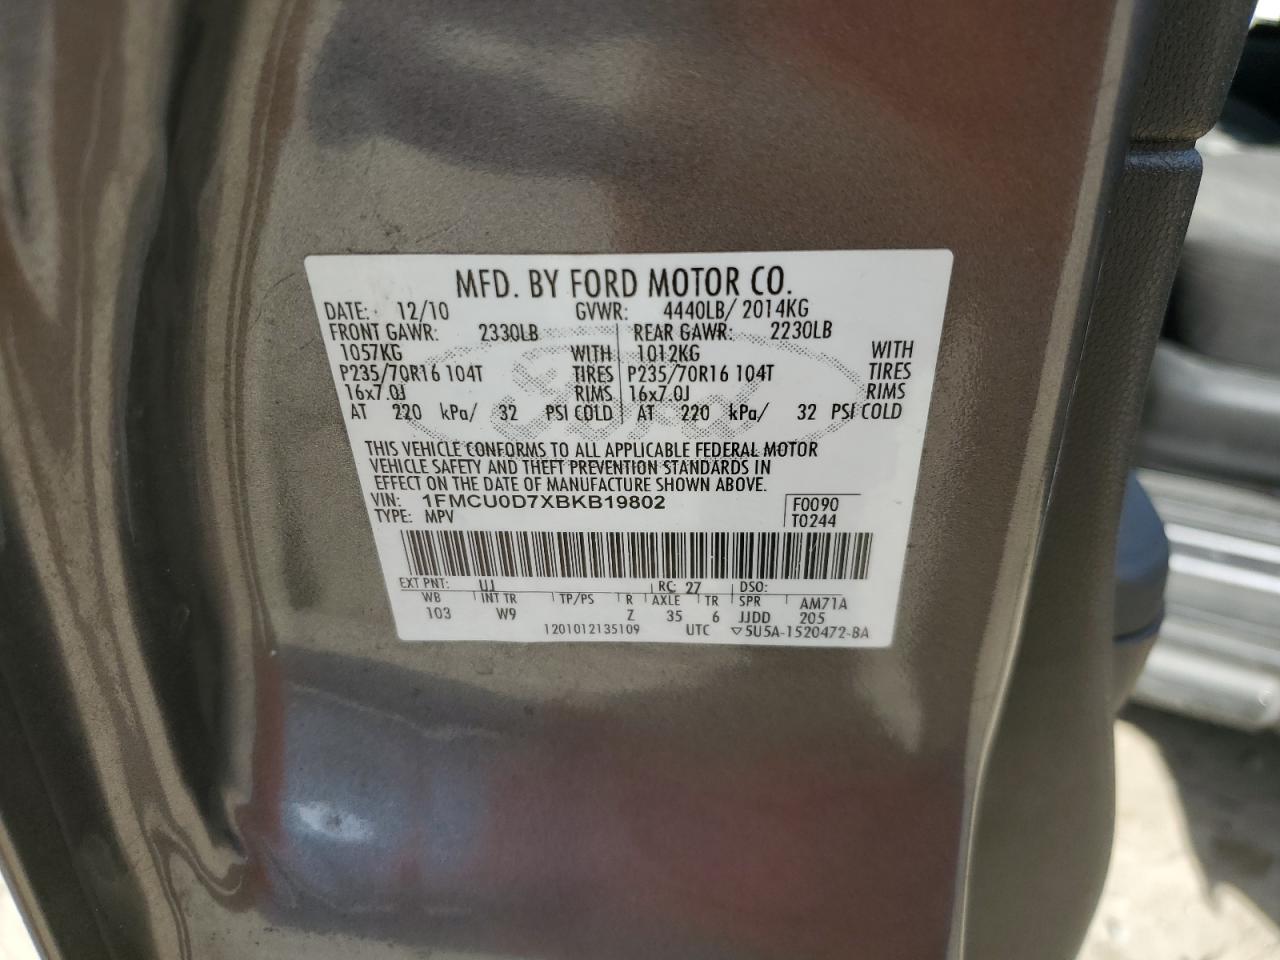 MFD. BY FORD MOTOR CO.
DATE: 12/10 GVWR: 4440LB/ 2014KG
FRONT GAWR: 2330LB REAR GAWR: 2230LB
1057KG WITH 1012KG WITH
P235/70R16 104T TIRES P235/70R16 104T TIRES
16x7.0J RIMS 16x7.0J RIMS
AT 220 kPa/ 32 PSI COLD AT 220 kPa/ 32 PSI COLD
THIS VEHICLE CONFORMS TO ALL APPLICABLE FEDERAL MOTOR
VEHICLE SAFETY AND THEFT PREVENTION STANDARDS IN
EFFECT ON THE DATE OF MANUFACTURE SHOWN ABOVE.
VIN: 1FMCU0D7XBKB19802 F0090
TYPE: MPV T0244
EXT PNT: UJ RC: 27 DSO:
WB INT TR TP/PS R AXLE TR SPR AM71A
103 W9 Z 35 6 JJDD 205
1201012135109 UTC ▽5U5A-1520472-BA
Ford